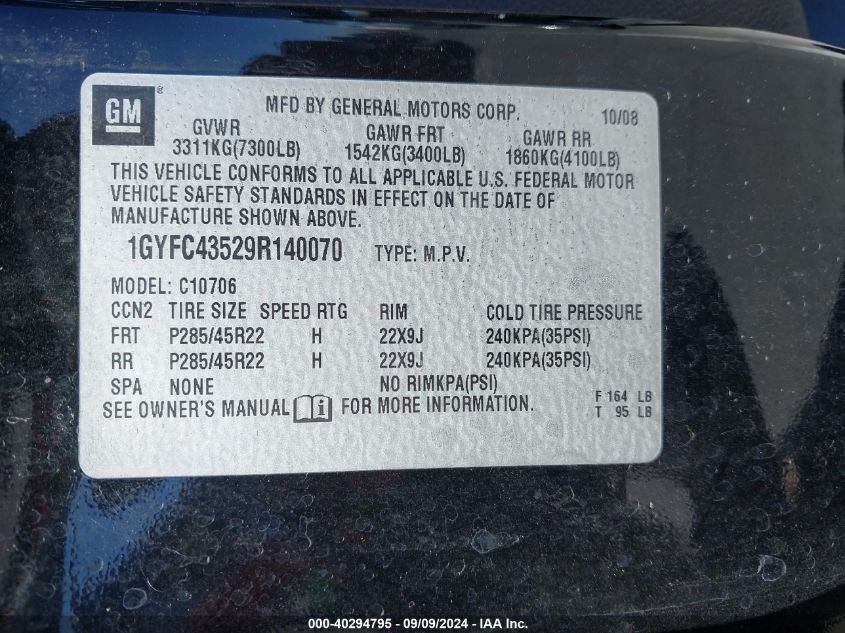 GM ®
MFD BY GENERAL MOTORS CORP. 10/08
GVWR GAWR FRT GAWR RR
3311KG(7300LB) 1542KG(3400LB) 1860KG(4100LB)
THIS VEHICLE CONFORMS TO ALL APPLICABLE U.S. FEDERAL MOTOR
VEHICLE SAFETY STANDARDS IN EFFECT ON THE DATE OF
MANUFACTURE SHOWN ABOVE.
1GYFC43529R140070 TYPE: M.P.V.
MODEL: C10706
CCN2 TIRE SIZE SPEED RTG RIM COLD TIRE PRESSURE
FRT P285/45R22 H 22X9J 240KPA(35PSI)
RR P285/45R22 H 22X9J 240KPA(35PSI)
SPA NONE NO RIMKPA(PSI)
SEE OWNER'S MANUAL i FOR MORE INFORMATION.
F 164 LB
T 95 LB
000-40294795 - 09/09/2024 - IAA Inc.